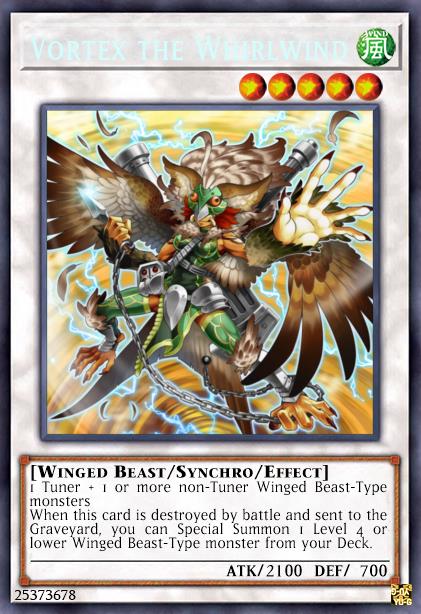 Vortex the Whirlwind
WIND
風
[Winged Beast/Synchro/Effect]
1 Tuner + 1 or more non-Tuner Winged Beast-Type
monsters
When this card is destroyed by battle and sent to the
Graveyard, you can Special Summon 1 Level 4 or
lower Winged Beast-Type monster from your Deck.
ATK/2100 DEF/ 700
25373678